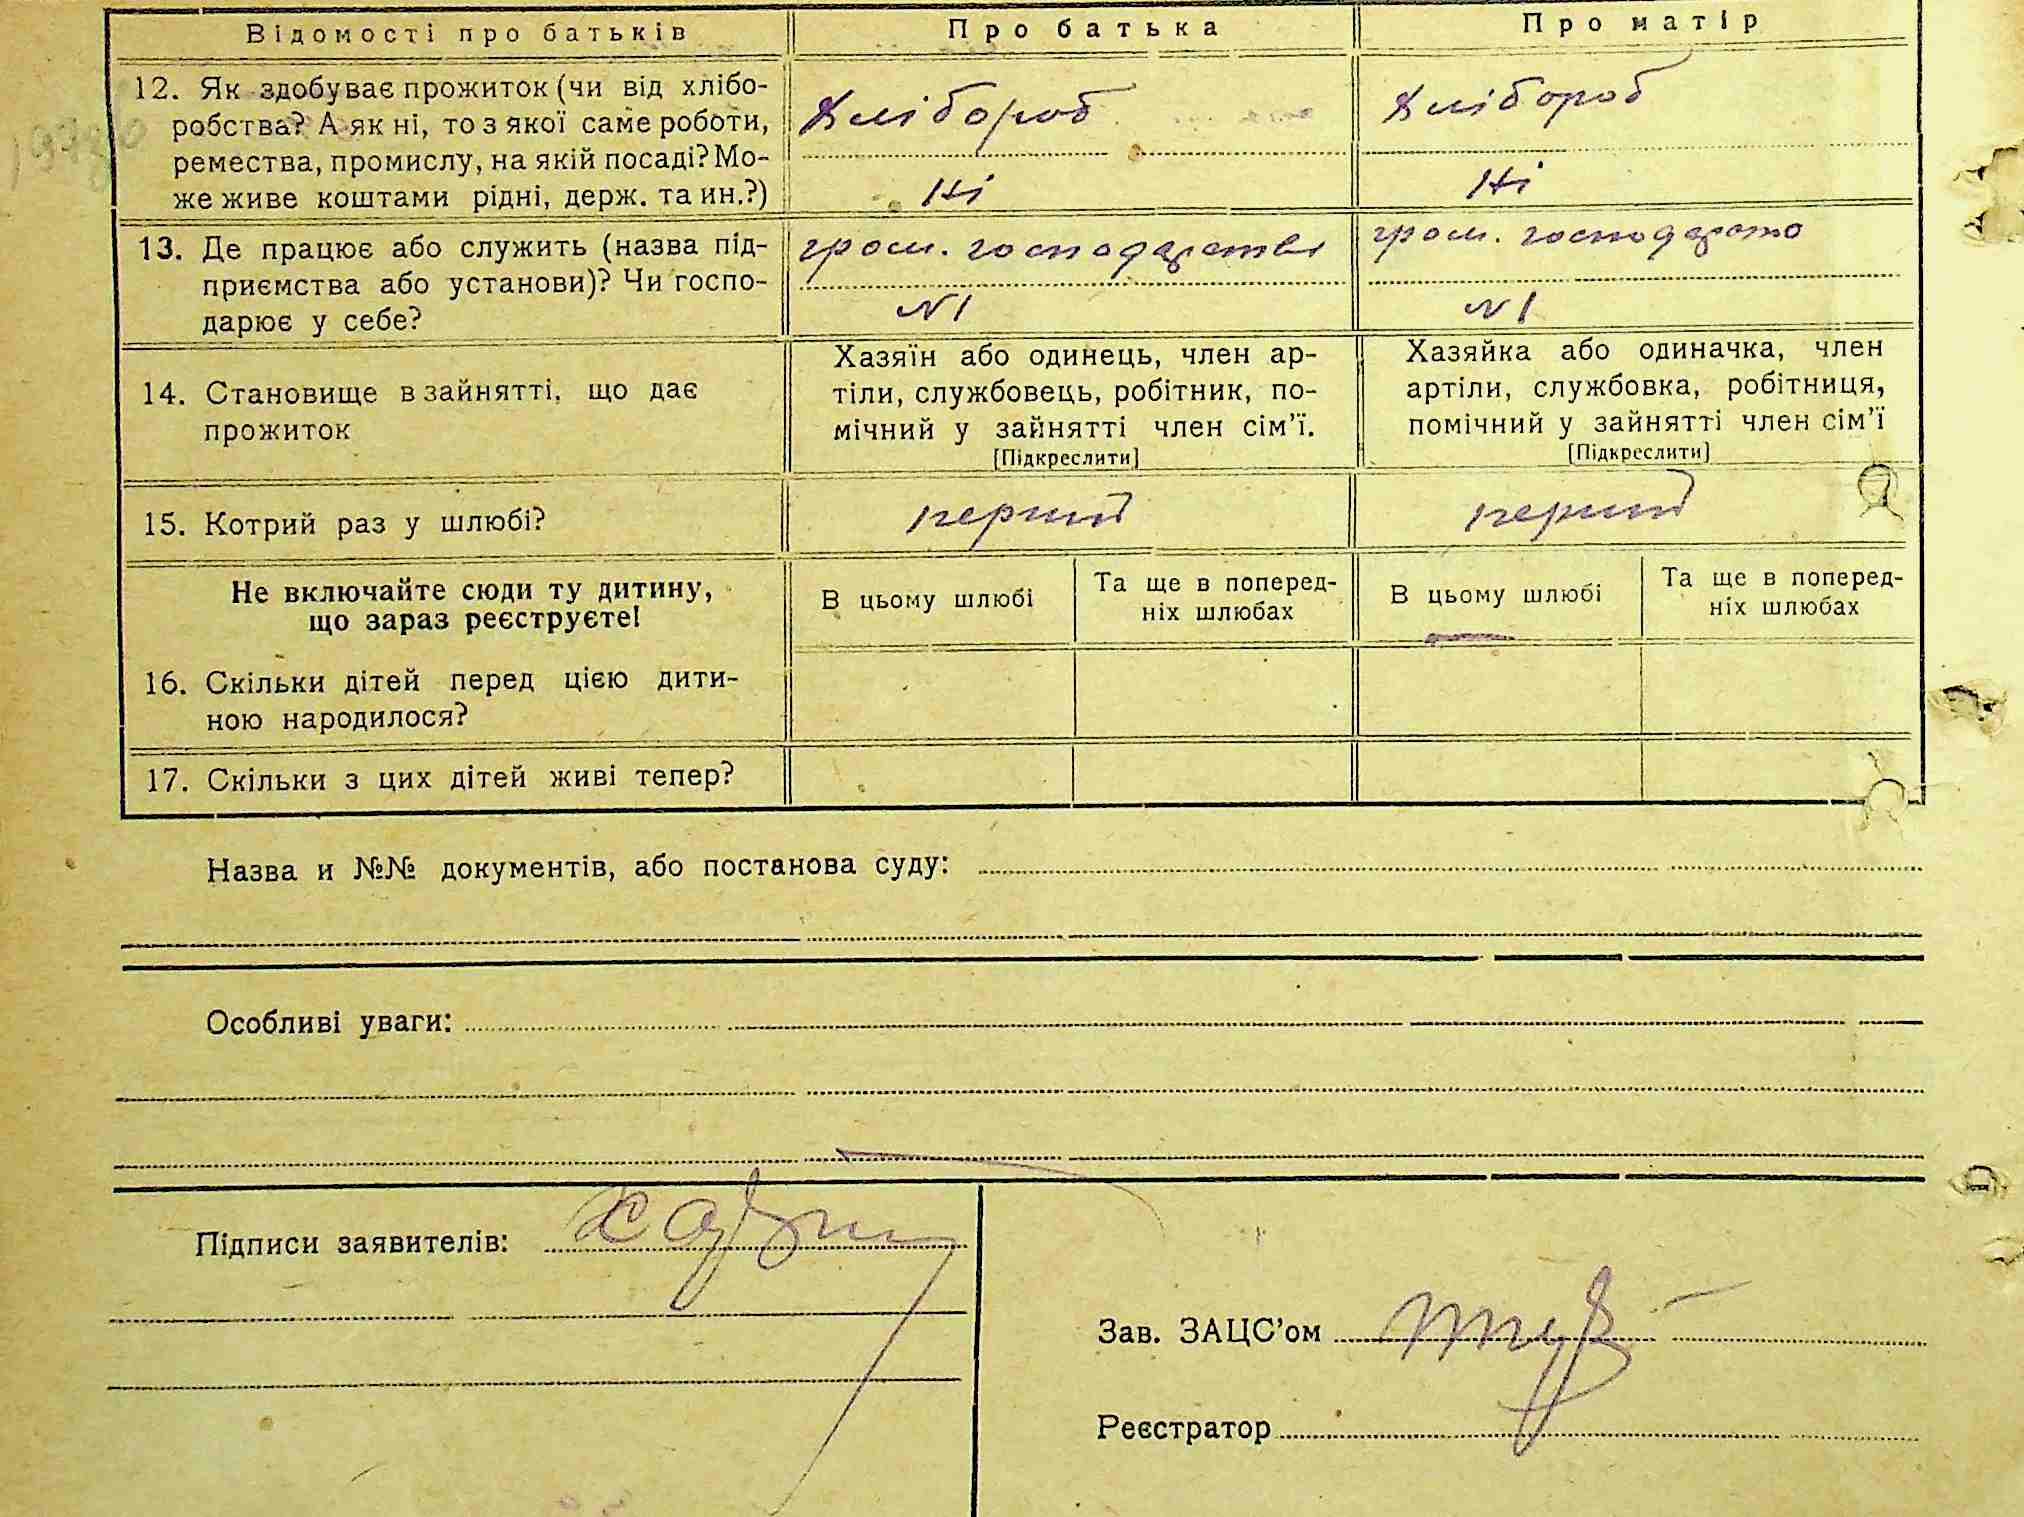 Відомості про батьків Про батька Про матір
12. Як здобуває прожиток (чи від хлібо- Хлібороб Хлібороб
робства? А як ні, то з якої саме роботи,
ремества, промислу, на якій посаді? Мо-
же живе коштами рідні, держ. та ин.?) Ні Ні
13. Де працює або служить (назва під- гром. господарство гром. господарство
приємства або установи)? Чи госпо-
дарює у себе? №1 №1
Хазяїн або одинець, член ар- Хазяйка або одиначка, член
14. Становище в зайнятті, що дає тіли, службовець, робітник, по- артіли, службовка, робітниця,
прожиток мічний у зайнятті член сім'ї. помічний у зайнятті член сім'ї
[Підкреслити] [Підкреслити]
15. Котрий раз у шлюбі? перший перший
Не включайте сюди ту дитину, В цьому шлюбі Та ще в поперед- В цьому шлюбі Та ще в поперед-
що зараз реєструєте! ніх шлюбах ніх шлюбах
16. Скільки дітей перед цією дити-
ною народилося?
17. Скільки з цих дітей живі тепер?
Назва и №№ документів, або постанова суду:
Особливі уваги:
Підписи заявителів:
Зав. ЗАЦС'ом
Реєстратор